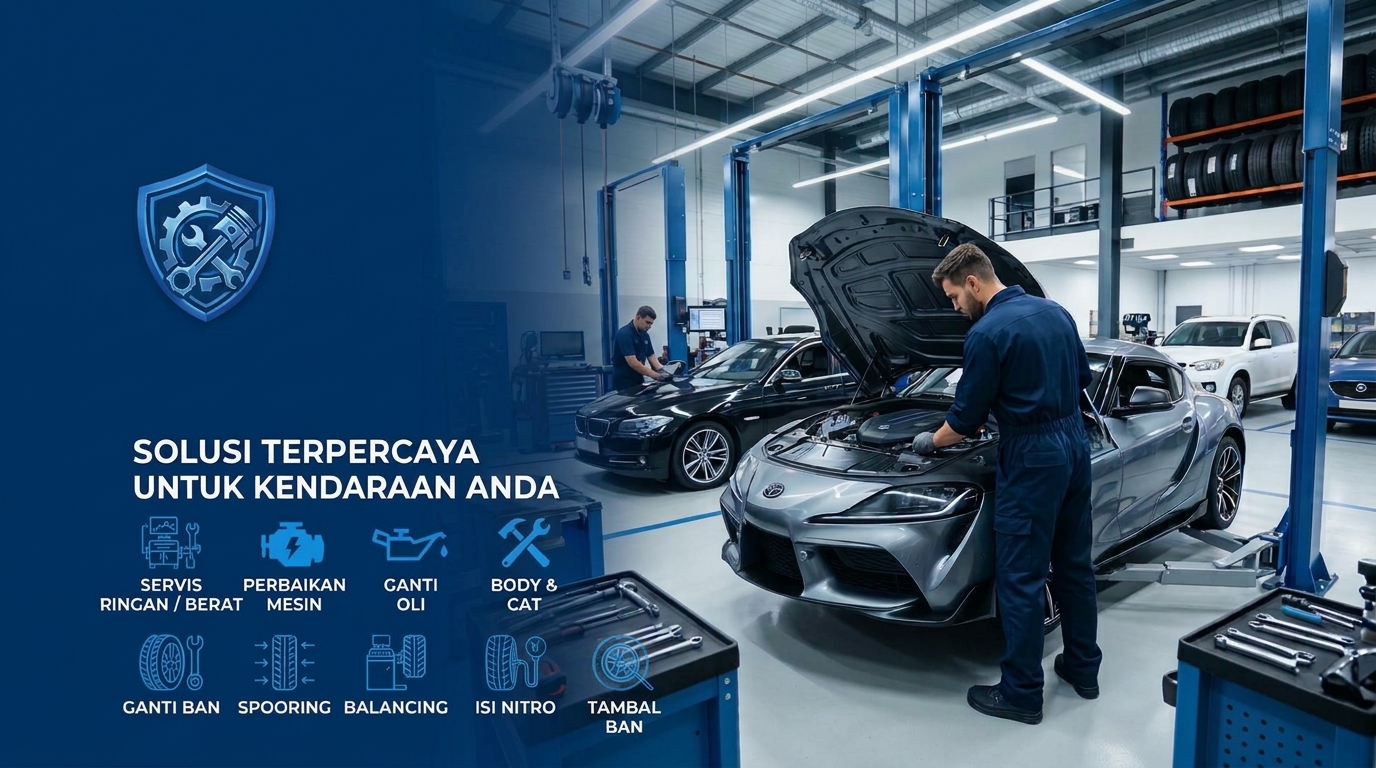 SOLUSI TERPERCAYA
UNTUK KENDARAAN ANDA
SERVIS
RINGAN / BERAT
PERBAIKAN
MESIN
GANTI
OLI
BODY &
CAT
GANTI BAN
SPOORING
BALANCING
ISI NITRO
TAMBAL
BAN